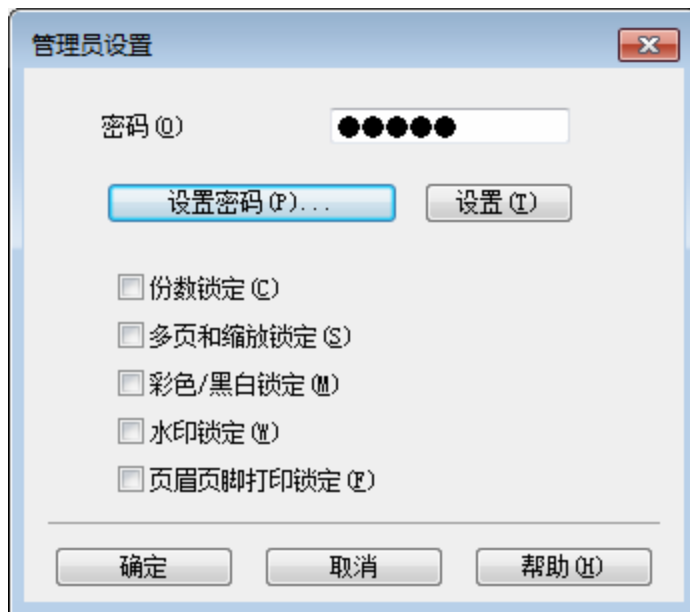 管理员设置
密码(O)
设置密码(P)... 设置(T)
份数锁定(C)
多页和缩放锁定(S)
彩色/黑白锁定(M)
水印锁定(W)
页眉页脚打印锁定(F)
确定 取消 帮助(H)